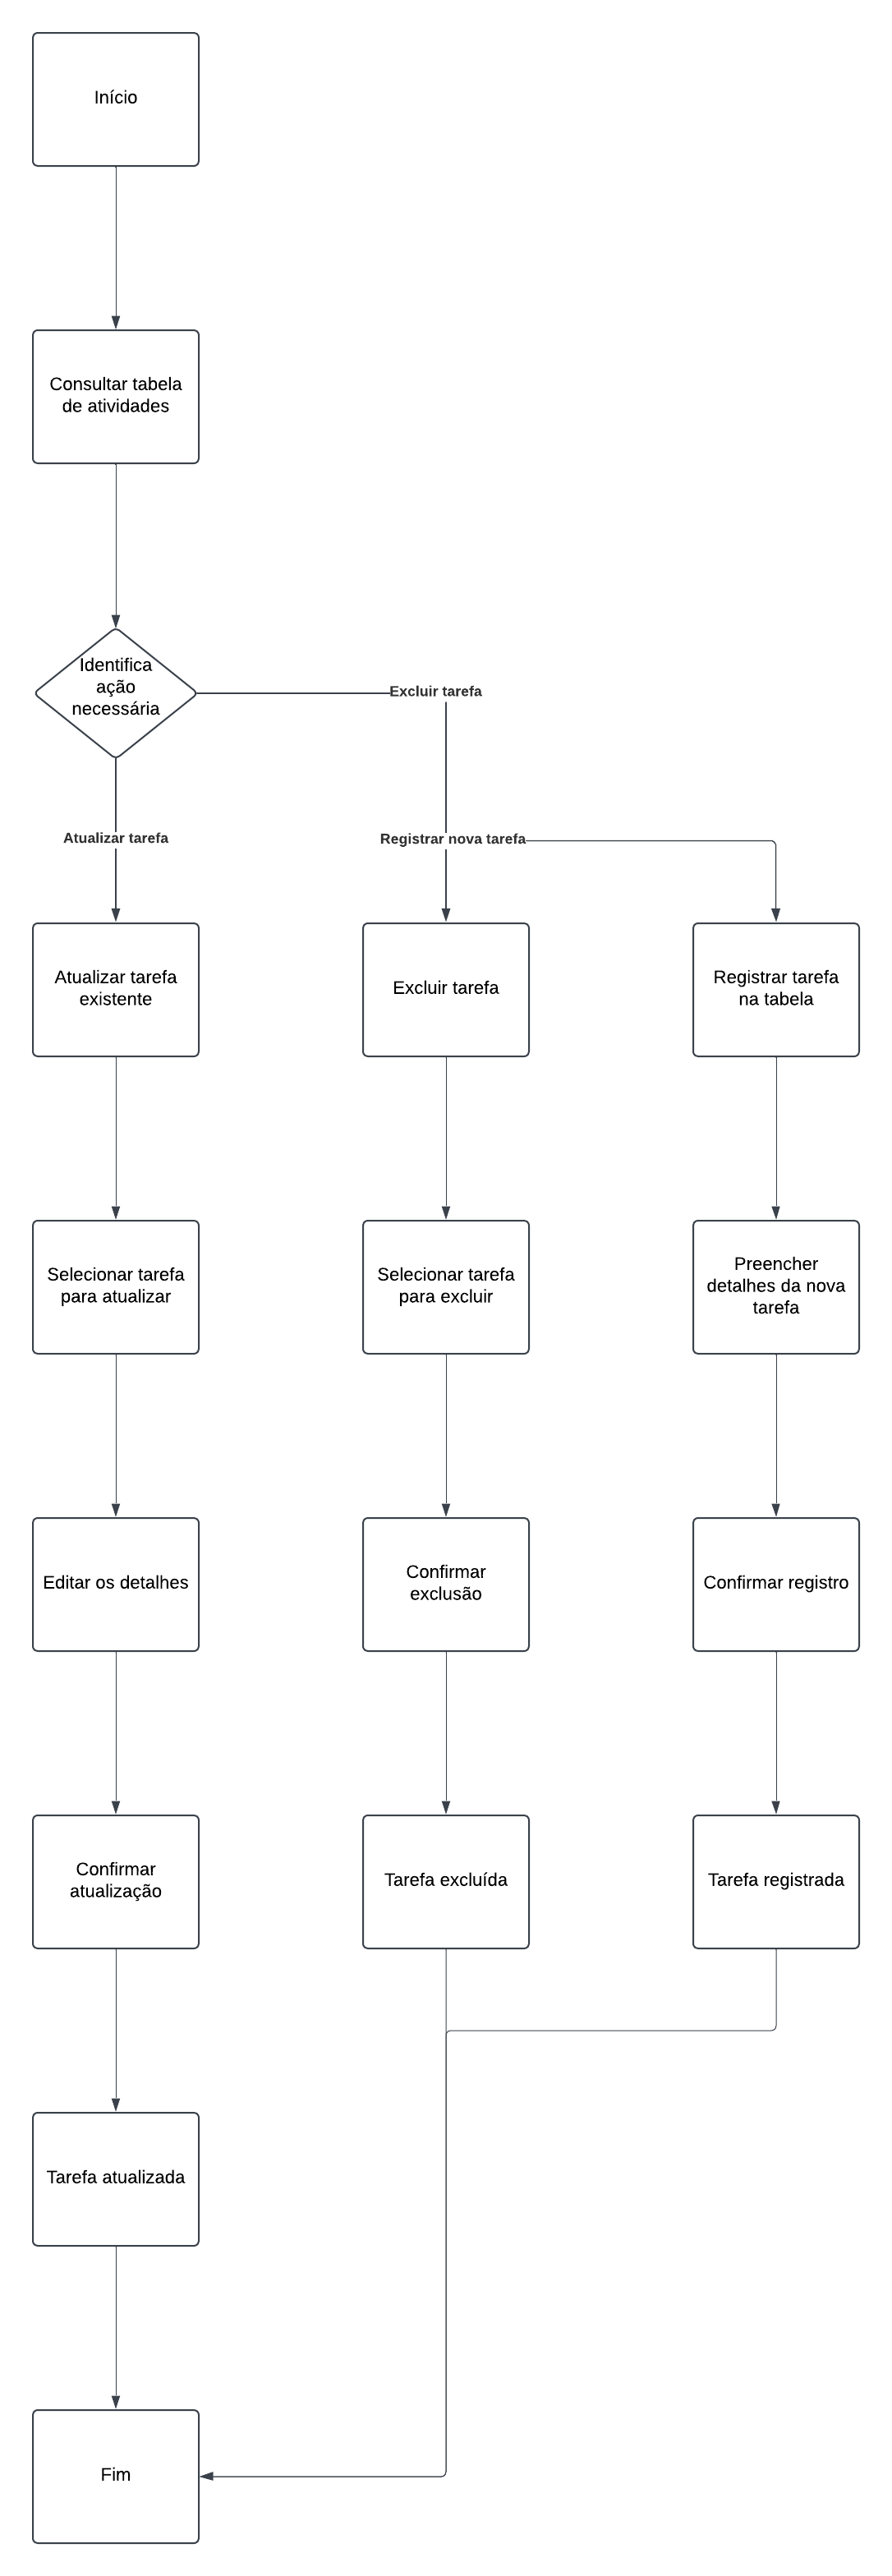 Início
Consultar tabela
de atividades
Identifica
ação
necessária
Excluir tarefa
Atualizar tarefa
Registrar nova tarefa
Atualizar tarefa
existente
Excluir tarefa
Registrar tarefa
na tabela
Selecionar tarefa
para atualizar
Selecionar tarefa
para excluir
Preencher
detalhes da nova
tarefa
Editar os detalhes
Confirmar
exclusão
Confirmar registro
Confirmar
atualização
Tarefa excluída
Tarefa registrada
Tarefa atualizada
Fim